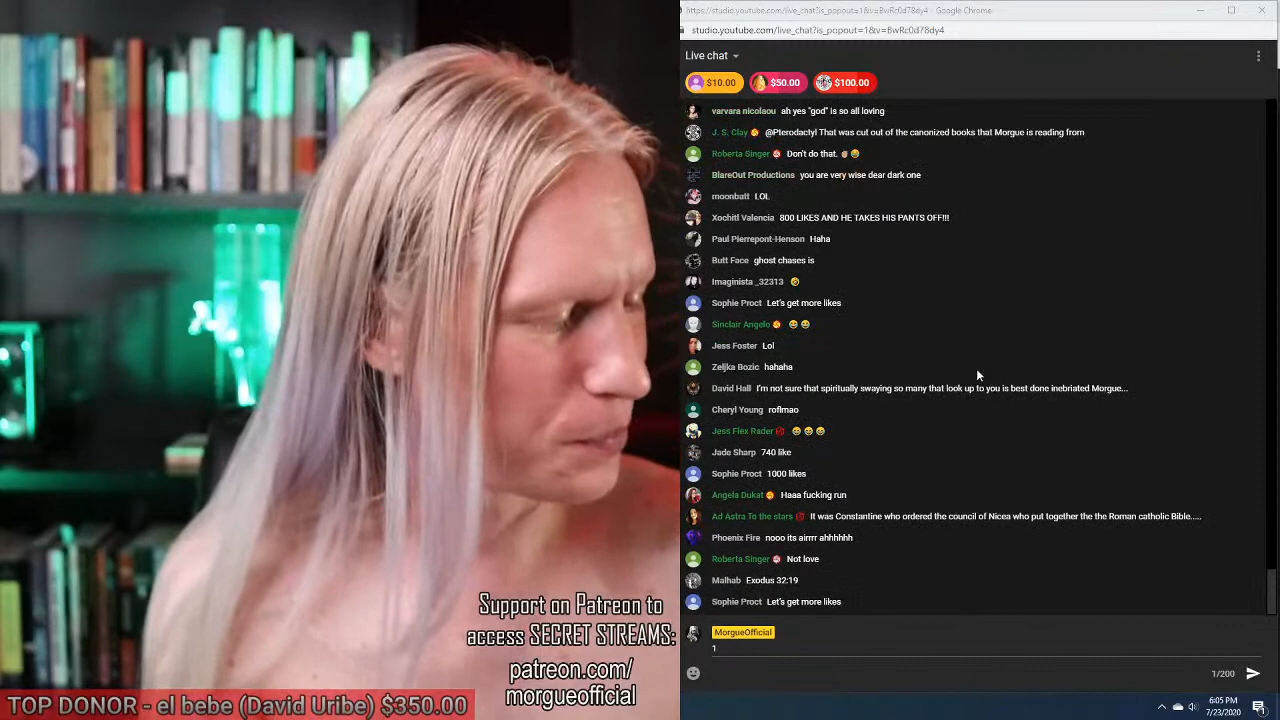 https://studio.youtube.com/live_chat?is_popout=1&v=BwRc0d78dy4
studio.youtube.com/live_chat?is_popout=1&v=BwRc0d78dy4
Live chat
$10.00 $50.00 $100.00
varvara nicolaou ah yes "god" is so all loving
J. S. Clay @Pterodactyl That was cut out of the canonized books that Morgue is reading from
Roberta Singer Don't do that. ✊😂
BlareOut Productions you are very wise dear dark one
moonbatt LOL
Xochitl Valencia 800 LIKES AND HE TAKES HIS PANTS OFF!!!
Paul Pierrepont-Henson Haha
Butt Face ghost chases is
Imaginista _32313
Sophie Proct Let's get more likes
Sinclair Angelo 😂 😂
Jess Foster Lol
Zeljka Bozic hahaha
David Hall I'm not sure that spiritually swaying so many that look up to you is best done inebriated Morgue...
Cheryl Young roflmao
Jess Flex Rader 😂 😂 😂
Jade Sharp 740 like
Sophie Proct 1000 likes
Angela Dukat Haaa fucking run
Ad Astra To the stars It was Constantine who ordered the council of Nicea who put together the the Roman catholic Bible.....
Phoenix Fire nooo its airrrr ahhhhhh
Roberta Singer Not love
Malhab Exodus 32:19
Sophie Proct Let's get more likes
MorgueOfficial
1
1/200
Support on Patreon to
access SECRET STREAMS:
patreon.com/
morgueofficial
TOP DONOR - el bebe (David Uribe) $350.00
6:05 PM
7/23/2020